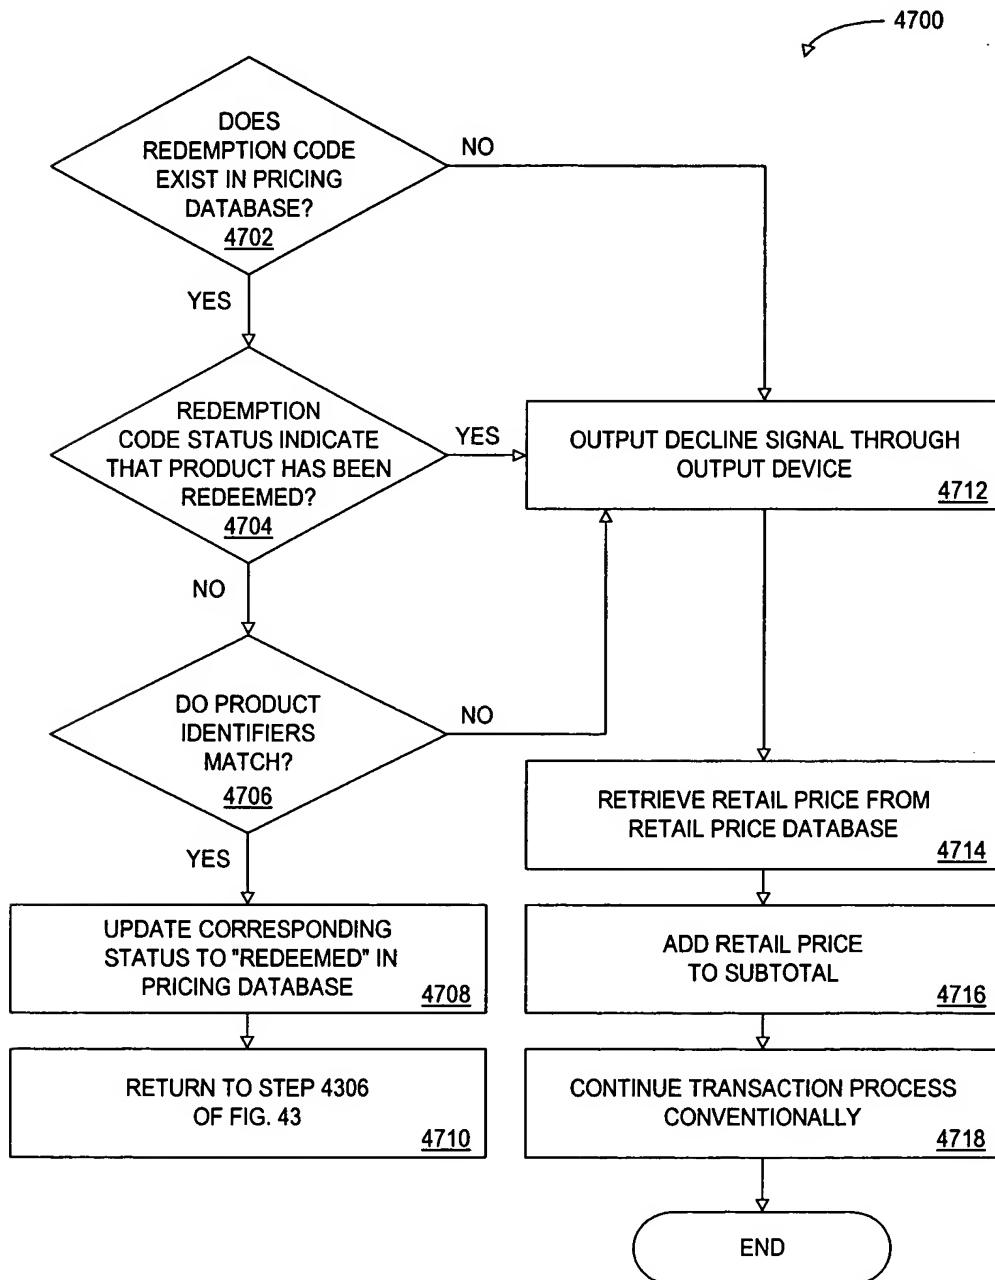 4700
DOES
REDEMPTION CODE
EXIST IN PRICING
DATABASE?
4702
NO
YES
REDEMPTION
CODE STATUS INDICATE
THAT PRODUCT HAS BEEN
REDEEMED?
4704
YES
NO
OUTPUT DECLINE SIGNAL THROUGH
OUTPUT DEVICE
4712
DO PRODUCT
IDENTIFIERS
MATCH?
4706
NO
YES
RETRIEVE RETAIL PRICE FROM
RETAIL PRICE DATABASE
4714
UPDATE CORRESPONDING
STATUS TO "REDEEMED" IN
PRICING DATABASE
4708
ADD RETAIL PRICE
TO SUBTOTAL
4716
RETURN TO STEP 4306
OF FIG. 43
4710
CONTINUE TRANSACTION PROCESS
CONVENTIONALLY
4718
END